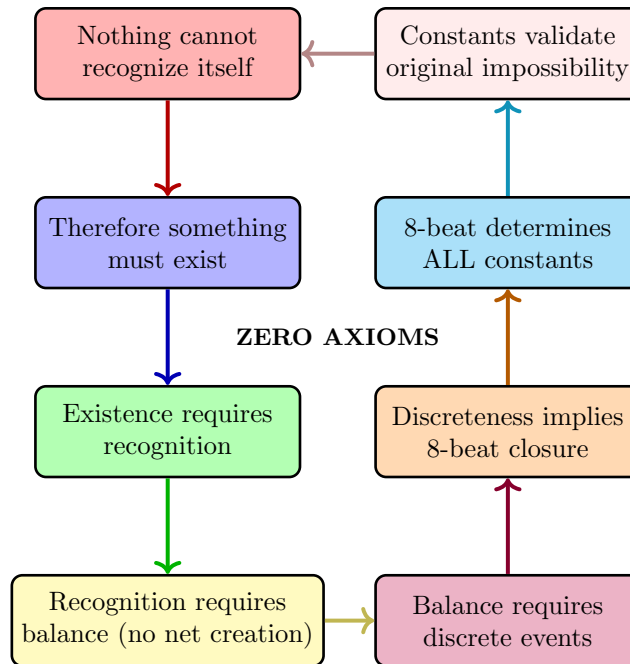 Nothing cannot
recognize itself
Therefore something
must exist
Existence requires
recognition
Recognition requires
balance (no net creation)
Balance requires
discrete events
Discreteness implies
8-beat closure
8-beat determines
ALL constants
Constants validate
original impossibility
ZERO AXIOMS